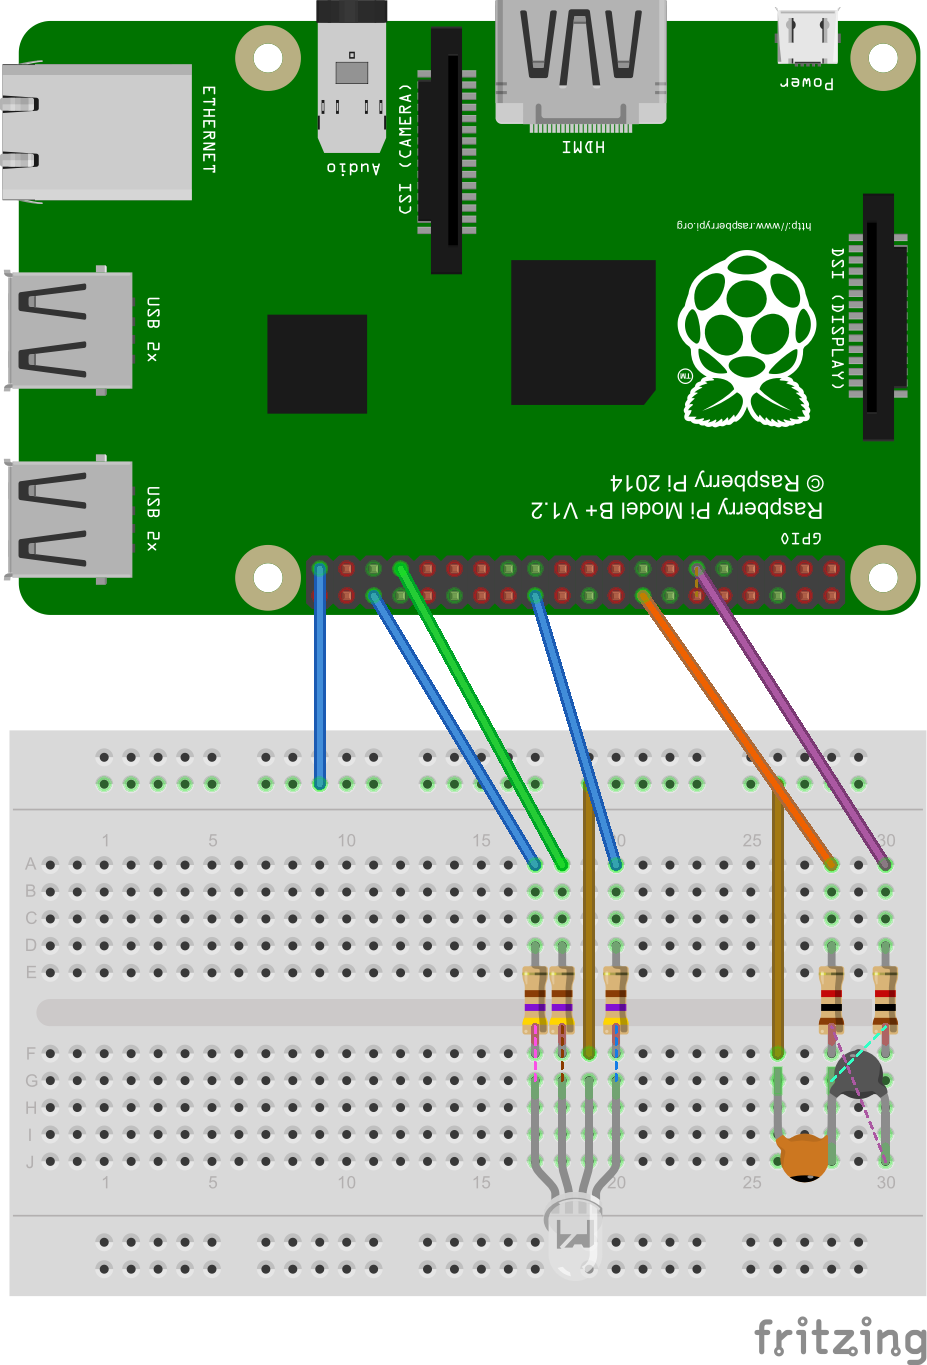 Power
ETHERNET
Audio
CSI (CAMERA)
HDMI
http://www.raspberrypi.org
DSI (DISPLAY)
USB 2x
TM
© Raspberry Pi 2014
Raspberry Pi Model B+ V1.2
USB 2x
GPIO
1 5 10 15 20 25 30
A
B
C
D
E
F
G
H
I
J
1 5 10 15 20 25 30
fritzing